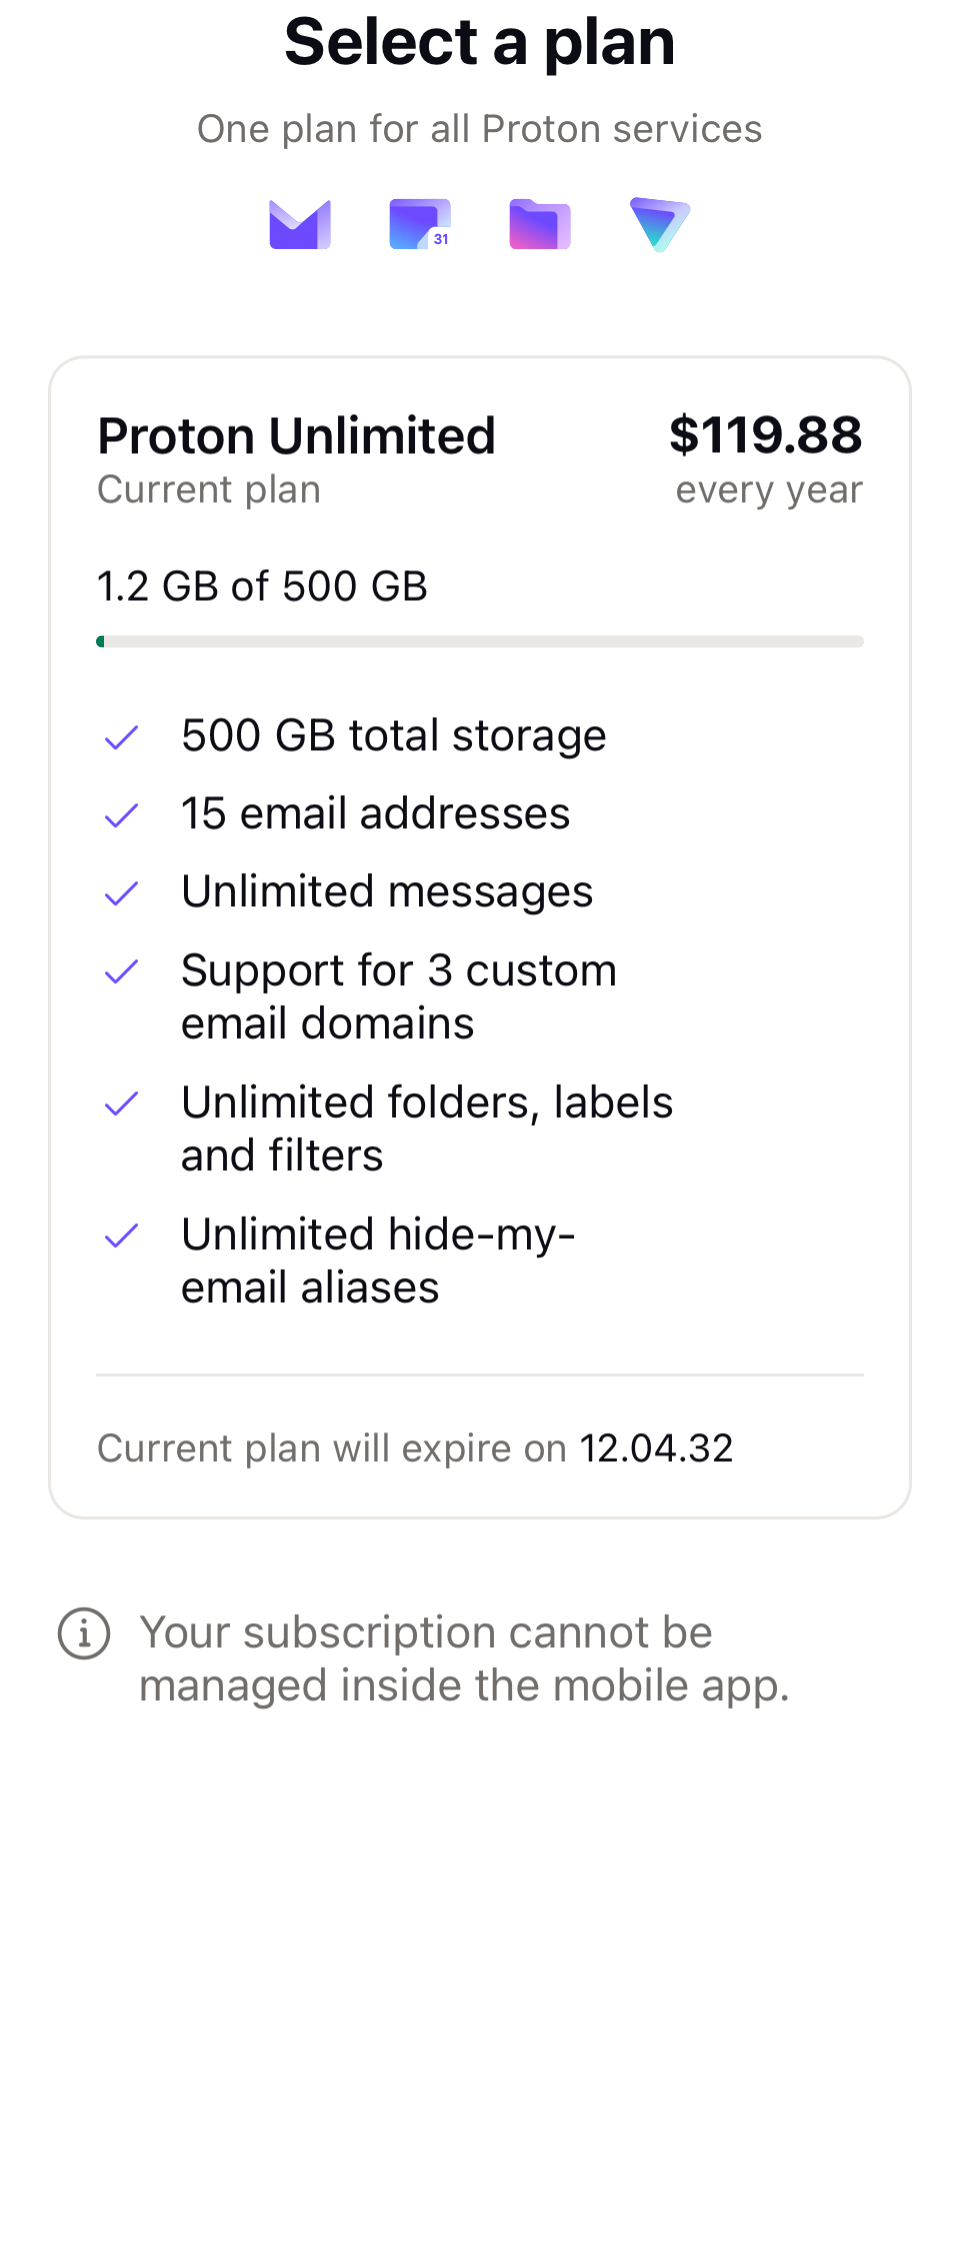 Select a plan
One plan for all Proton services
31
Proton Unlimited
$119.88
Current plan
every year
1.2 GB of 500 GB
500 GB total storage
15 email addresses
Unlimited messages
Support for 3 custom
email domains
Unlimited folders, labels
and filters
Unlimited hide-my-
email aliases
Current plan will expire on 12.04.32
Your subscription cannot be
managed inside the mobile app.